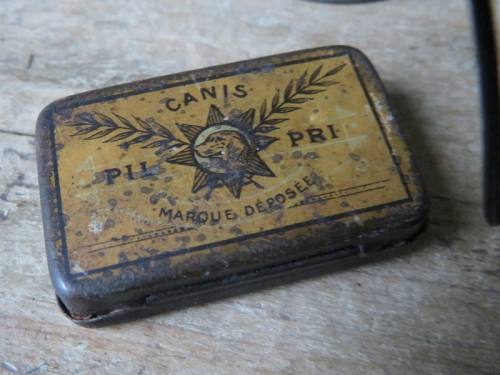 CANIS
PIL PRI
MARQUE DÉPOSÉE